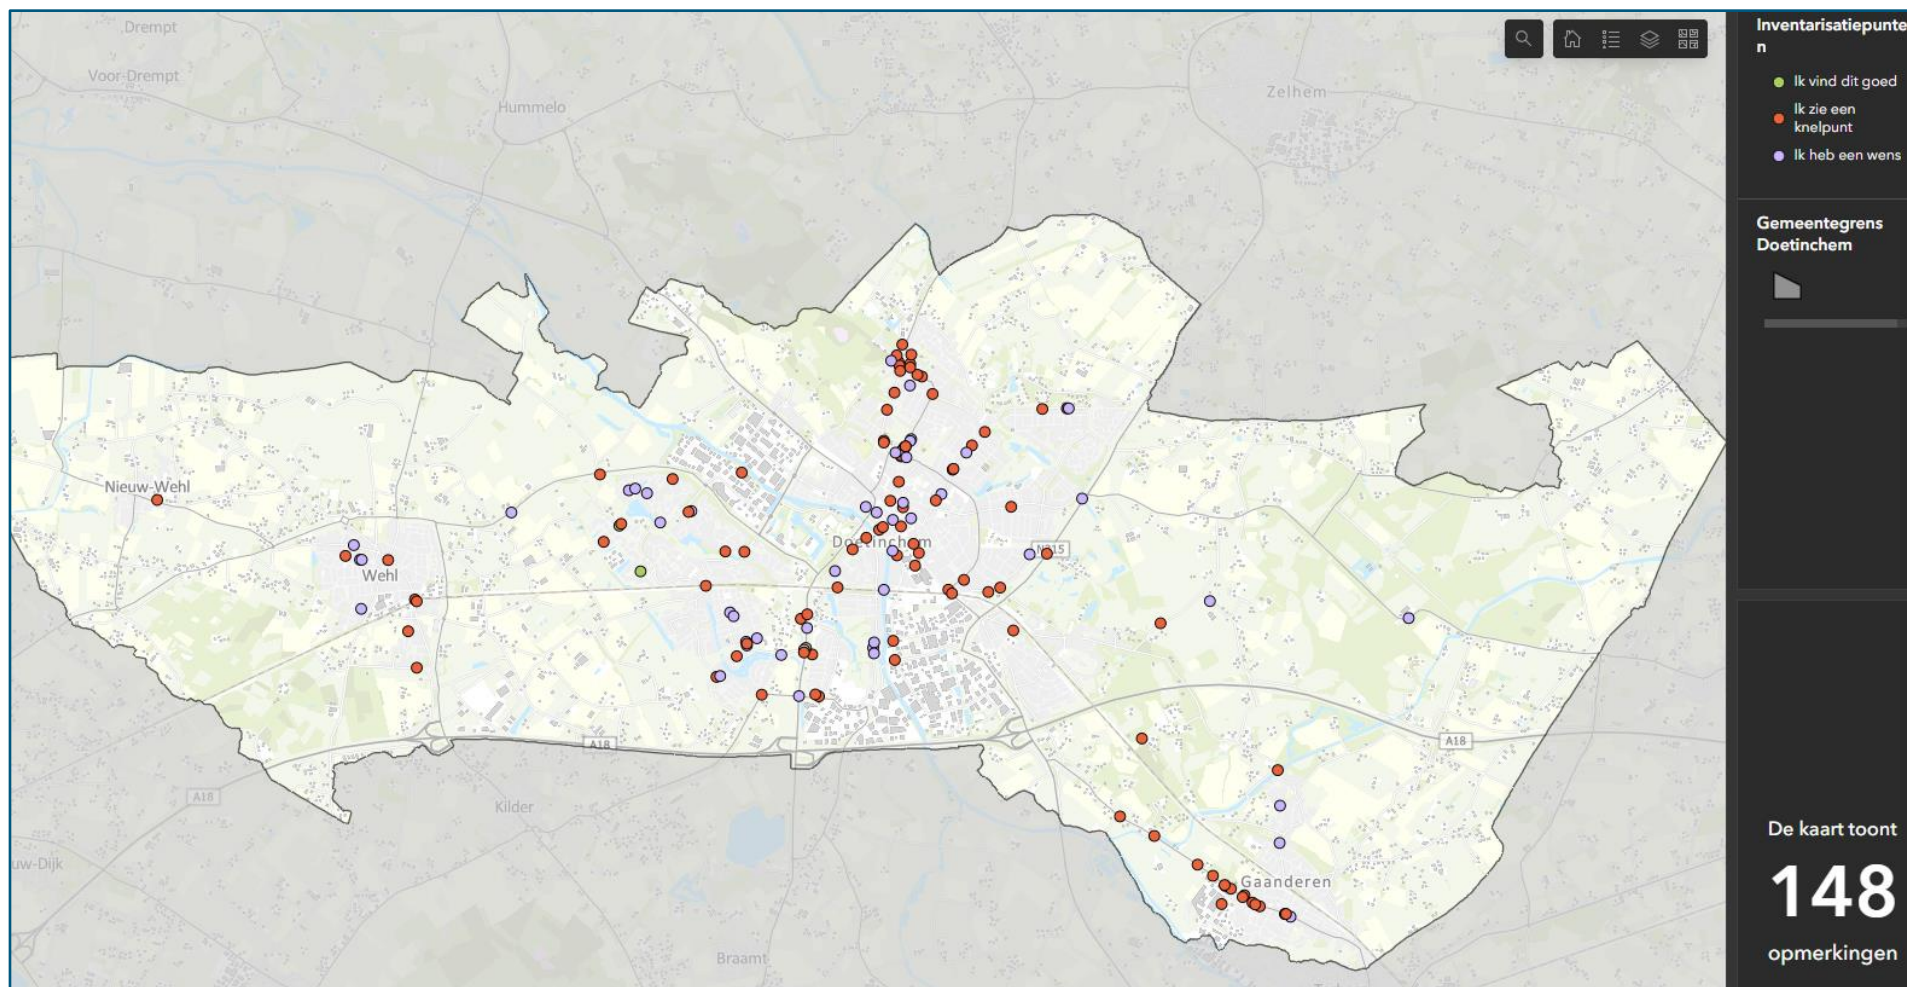 Drempt
Voor-Drempt
Hummelo
Zelhem
Nieuw-Wehl
Wehl
Doetinchem
N315
A18
A18
A18
Kilder
uw-Dijk
Braamt
Gaanderen
Inventarisatiepunte
n
Ik vind dit goed
Ik zie een
knelpunt
Ik heb een wens
Gemeentegrens
Doetinchem
De kaart toont
148
opmerkingen